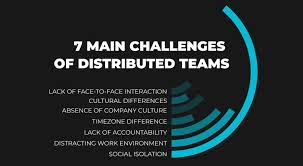 7 MAIN CHALLENGES
OF DISTRIBUTED TEAMS
LACK OF FACE-TO-FACE INTERACTION
CULTURAL DIFFERENCES
ABSENCE OF COMPANY CULTURE
TIMEZONE DIFFERENCE
LACK OF ACCOUNTABILITY
DISTRACTING WORK ENVIRONMENT
SOCIAL ISOLATION